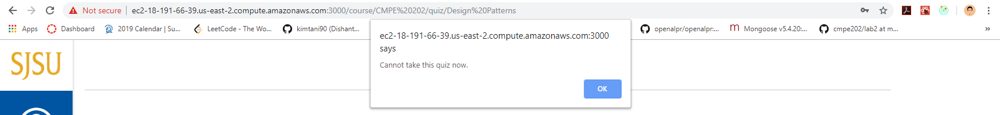 Not secure ec2-18-191-66-39.us-east-2.compute.amazonaws.com:3000/course/CMPE%20202/quiz/Design%20Patterns
Apps Dashboard 2019 Calendar | Su... LeetCode - The Wo... kimtani90 (Dishant... openalpr/openalpr:... Mongoose v5.4.20:... cmpe202/lab2 at m... »
ec2-18-191-66-39.us-east-2.compute.amazonaws.com:3000
says
Cannot take this quiz now.
OK
SJSU